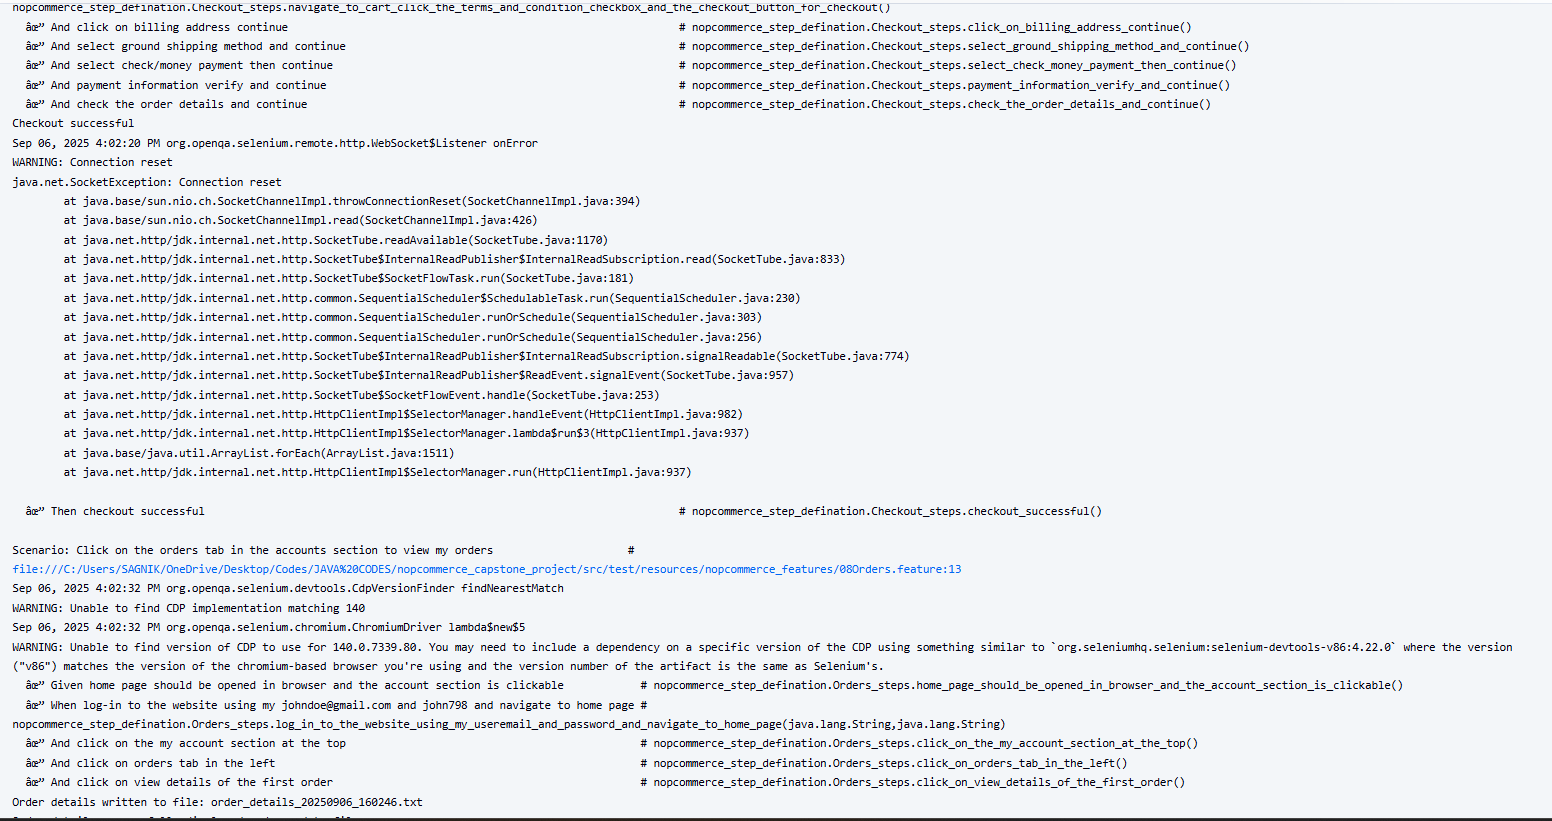 nopcommerce_step_defination.Checkout_steps.navigate_to_cart_click_the_terms_and_condition_checkbox_and_the_checkout_button_for_checkout()
âœ” And click on billing address continue # nopcommerce_step_defination.Checkout_steps.click_on_billing_address_continue()
âœ” And select ground shipping method and continue # nopcommerce_step_defination.Checkout_steps.select_ground_shipping_method_and_continue()
âœ” And select check/money payment then continue # nopcommerce_step_defination.Checkout_steps.select_check_money_payment_then_continue()
âœ” And payment information verify and continue # nopcommerce_step_defination.Checkout_steps.payment_information_verify_and_continue()
âœ” And check the order details and continue # nopcommerce_step_defination.Checkout_steps.check_the_order_details_and_continue()
Checkout successful
Sep 06, 2025 4:02:20 PM org.openqa.selenium.remote.http.WebSocket$Listener onError
WARNING: Connection reset
java.net.SocketException: Connection reset
at java.base/sun.nio.ch.SocketChannelImpl.throwConnectionReset(SocketChannelImpl.java:394)
at java.base/sun.nio.ch.SocketChannelImpl.read(SocketChannelImpl.java:426)
at java.net.http/jdk.internal.net.http.SocketTube.readAvailable(SocketTube.java:1170)
at java.net.http/jdk.internal.net.http.SocketTube$InternalReadPublisher$InternalReadSubscription.read(SocketTube.java:833)
at java.net.http/jdk.internal.net.http.SocketTube$SocketFlowTask.run(SocketTube.java:181)
at java.net.http/jdk.internal.net.http.common.SequentialScheduler$SchedulableTask.run(SequentialScheduler.java:230)
at java.net.http/jdk.internal.net.http.common.SequentialScheduler.runOrSchedule(SequentialScheduler.java:303)
at java.net.http/jdk.internal.net.http.common.SequentialScheduler.runOrSchedule(SequentialScheduler.java:256)
at java.net.http/jdk.internal.net.http.SocketTube$InternalReadPublisher$InternalReadSubscription.signalReadable(SocketTube.java:774)
at java.net.http/jdk.internal.net.http.SocketTube$InternalReadPublisher$ReadEvent.signalEvent(SocketTube.java:957)
at java.net.http/jdk.internal.net.http.SocketTube$SocketFlowEvent.handle(SocketTube.java:253)
at java.net.http/jdk.internal.net.http.HttpClientImpl$SelectorManager.handleEvent(HttpClientImpl.java:982)
at java.net.http/jdk.internal.net.http.HttpClientImpl$SelectorManager.lambda$run$3(HttpClientImpl.java:937)
at java.base/java.util.ArrayList.forEach(ArrayList.java:1511)
at java.net.http/jdk.internal.net.http.HttpClientImpl$SelectorManager.run(HttpClientImpl.java:937)
âœ” Then checkout successful # nopcommerce_step_defination.Checkout_steps.checkout_successful()
Scenario: Click on the orders tab in the accounts section to view my orders #
file:///C:/Users/SAGNIK/OneDrive/Desktop/Codes/JAVA%20CODES/nopcommerce_capstone_project/src/test/resources/nopcommerce_features/08Orders.feature:13
Sep 06, 2025 4:02:32 PM org.openqa.selenium.devtools.CdpVersionFinder findNearestMatch
WARNING: Unable to find CDP implementation matching 140
Sep 06, 2025 4:02:32 PM org.openqa.selenium.chromium.ChromiumDriver lambda$new$5
WARNING: Unable to find version of CDP to use for 140.0.7339.80. You may need to include a dependency on a specific version of the CDP using something similar to `org.seleniumhq.selenium:selenium-devtools-v86:4.22.0` where the version
("v86") matches the version of the chromium-based browser you're using and the version number of the artifact is the same as Selenium's.
âœ” Given home page should be opened in browser and the account section is clickable # nopcommerce_step_defination.Orders_steps.home_page_should_be_opened_in_browser_and_the_account_section_is_clickable()
âœ” When log-in to the website using my johndoe@gmail.com and john798 and navigate to home page #
nopcommerce_step_defination.Orders_steps.log_in_to_the_website_using_my_useremail_and_password_and_navigate_to_home_page(java.lang.String,java.lang.String)
âœ” And click on the my account section at the top # nopcommerce_step_defination.Orders_steps.click_on_the_my_account_section_at_the_top()
âœ” And click on orders tab in the left # nopcommerce_step_defination.Orders_steps.click_on_orders_tab_in_the_left()
âœ” And click on view details of the first order # nopcommerce_step_defination.Orders_steps.click_on_view_details_of_the_first_order()
Order details written to file: order_details_20250906_160246.txt